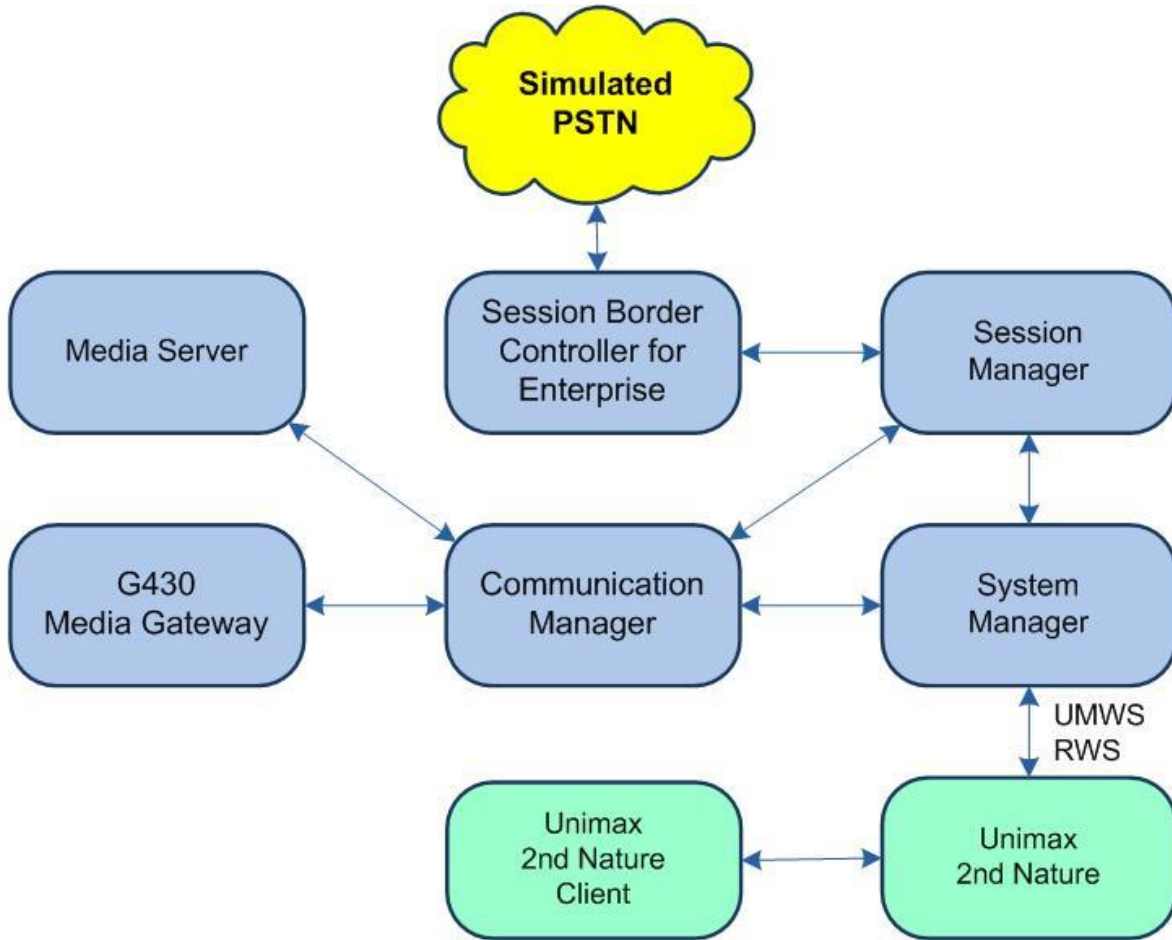 Simulated
PSTN
Media Server
Session Border
Controller for
Enterprise
Session
Manager
G430
Media Gateway
Communication
Manager
System
Manager
UMWS
RWS
Unimax
2nd Nature
Client
Unimax
2nd Nature